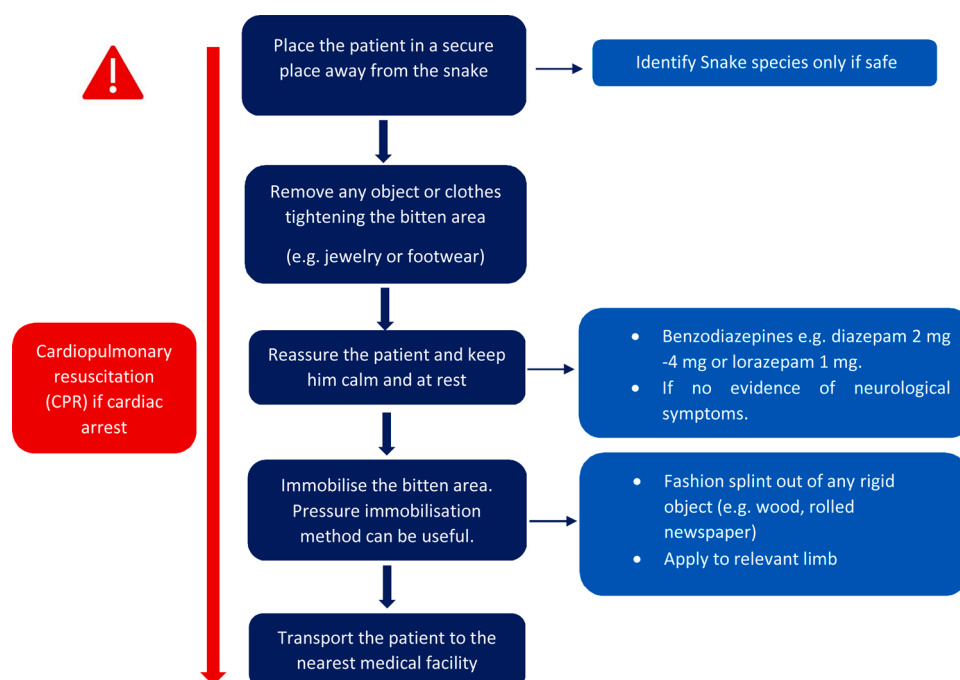 Place the patient in a secure
place away from the snake
Identify Snake species only if safe
Remove any object or clothes
tightening the bitten area
(e.g. jewelry or footwear)
Cardiopulmonary
resuscitation
(CPR) if cardiac
arrest
Reassure the patient and keep
him calm and at rest
• Benzodiazepines e.g. diazepam 2 mg
-4 mg or lorazepam 1 mg.
• If no evidence of neurological
symptoms.
Immobilise the bitten area.
Pressure immobilisation
method can be useful.
• Fashion splint out of any rigid
object (e.g. wood, rolled
newspaper)
• Apply to relevant limb
Transport the patient to the
nearest medical facility